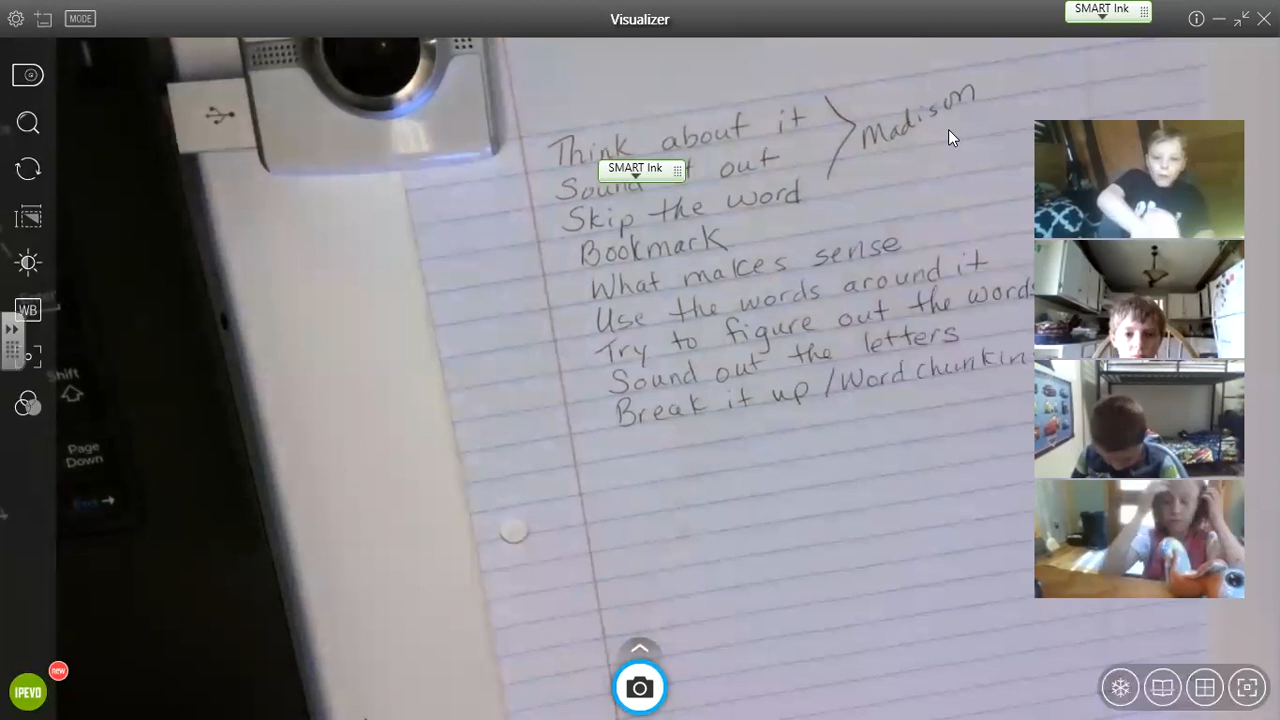 Visualizer
MODE
SMART Ink
Think about it
Madison
SMART Ink
Sound out
Skip the word
Bookmark
What makes sense
Use the words around it
Try to figure out the words
Sound out the letters
Break it up / Word chunkin
WB
Shift
Page
Down
End
new
IPEVO